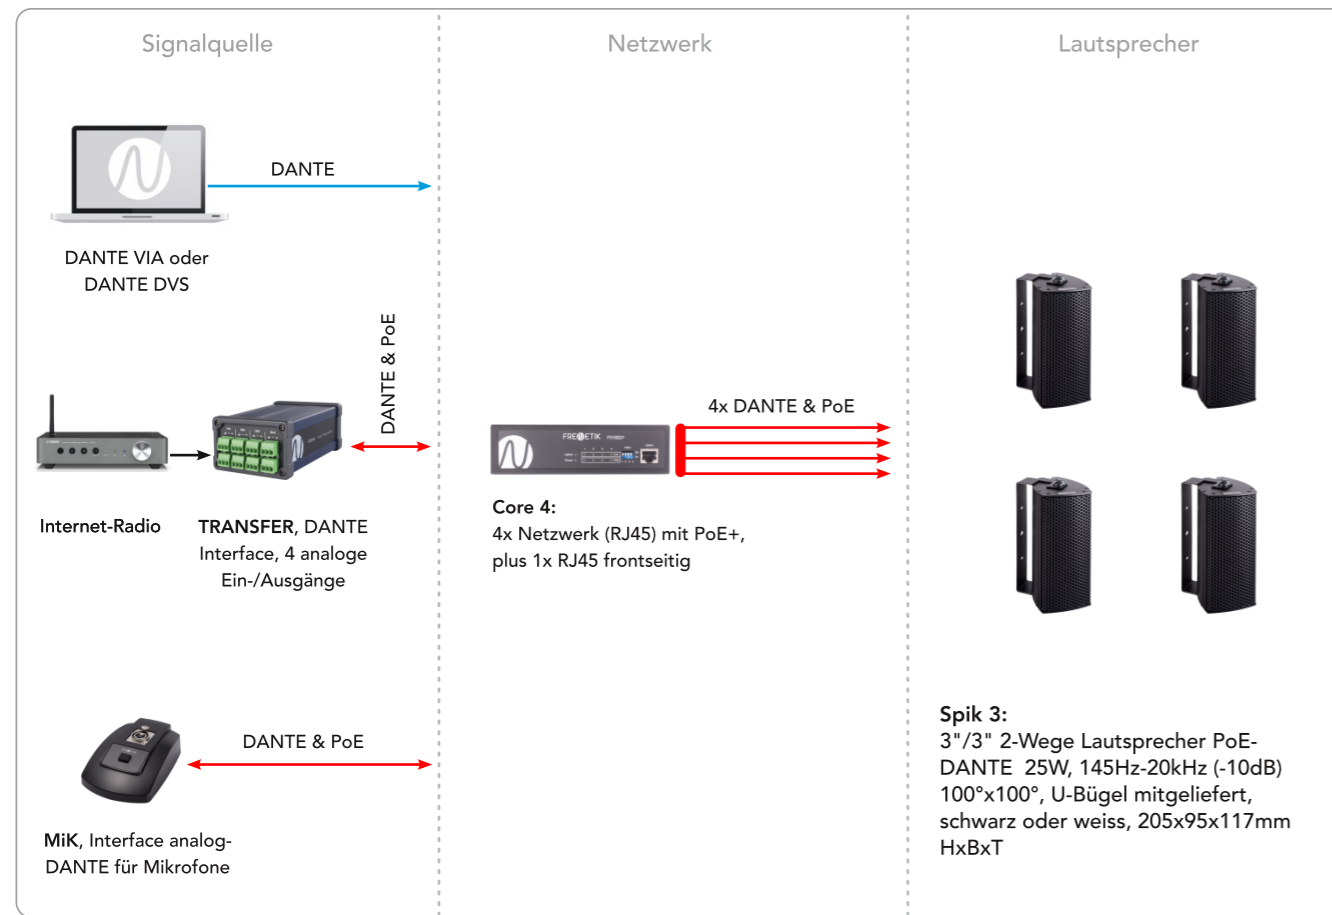 Signalquelle
Netzwerk
Lautsprecher
DANTE
DANTE VIA oder
DANTE DVS
DANTE & PoE
Internet-Radio
TRANSFER, DANTE
Interface, 4 analoge
Ein-/Ausgänge
4x DANTE & PoE
Core 4:
4x Netzwerk (RJ45) mit PoE+,
plus 1x RJ45 frontseitig
DANTE & PoE
MiK, Interface analog-
DANTE für Mikrofone
Spik 3:
3"/3" 2-Wege Lautsprecher PoE-
DANTE  25W, 145Hz-20kHz (-10dB)
100°x100°, U-Bügel mitgeliefert,
schwarz oder weiss, 205x95x117mm
HxBxT